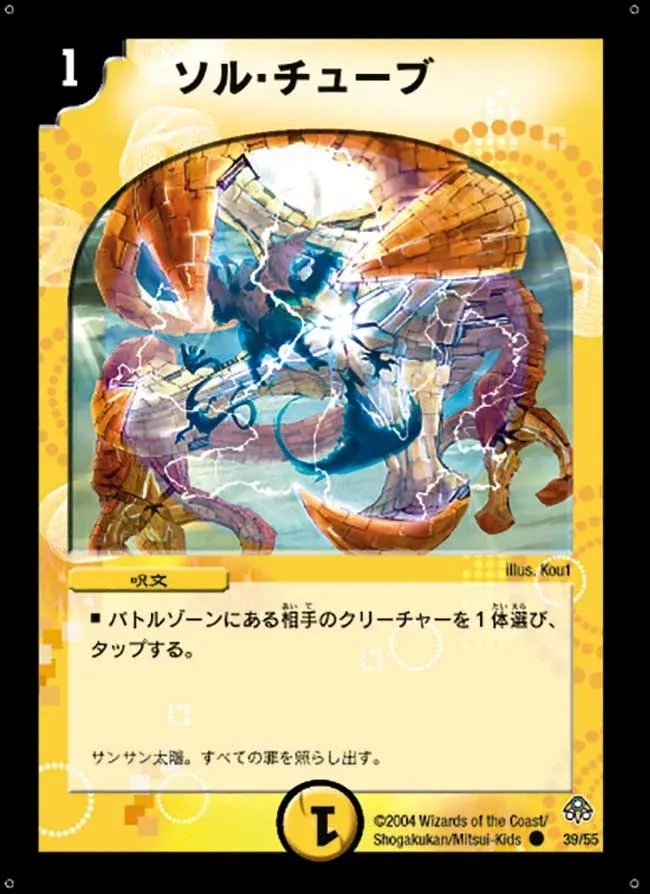 1
ソル・チューブ
illus. Kou1
呪文
■ バトルゾーンにある相手のクリーチャーを1体選び、
タップする。
サンサン太陽。すべての罪を照らし出す。
1
©2004 Wizards of the Coast/
Shogakukan/Mitsui-Kids ● 39/55